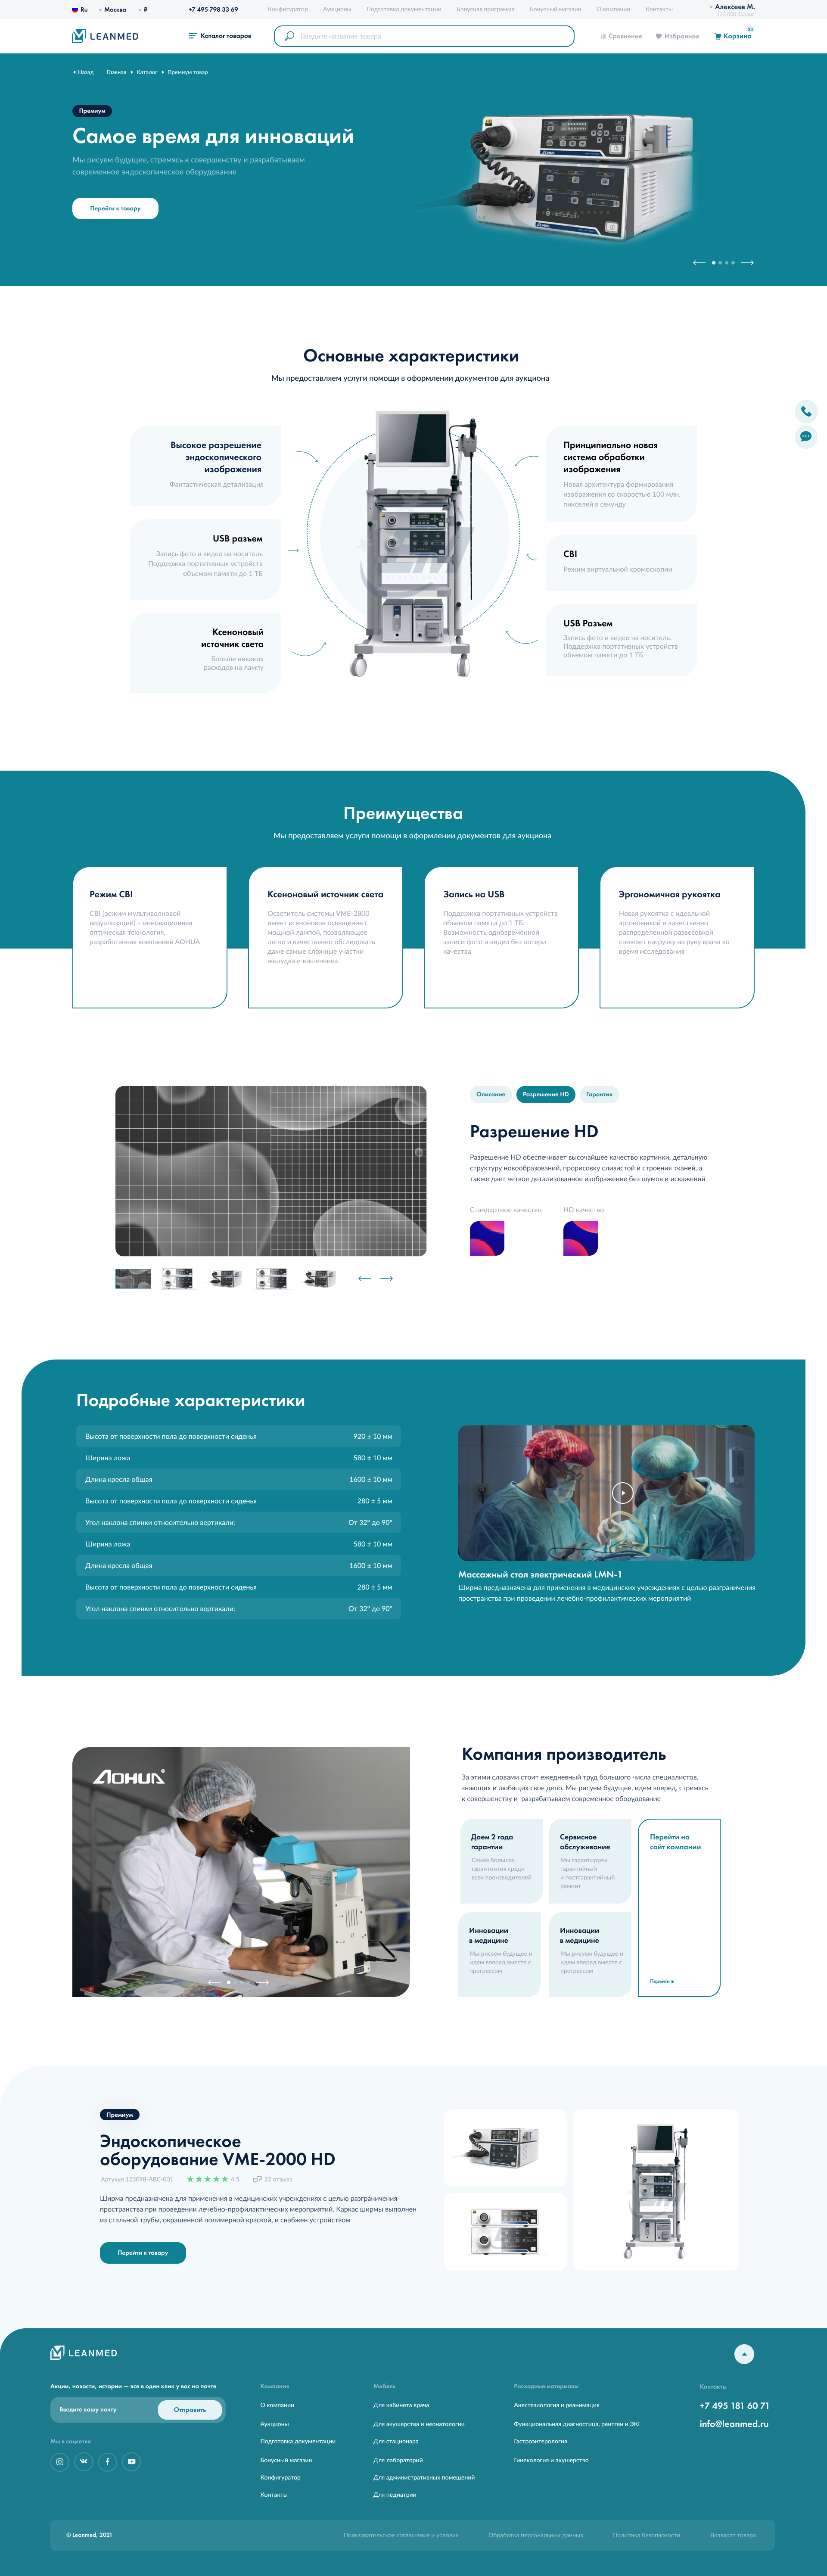 Ru
Москва
₽
+7 495 798 33 69
Конфигуратор
Аукционы
Подготовка документации
Бонусная программа
Бонусный магазин
О компании
Контакты
Алексеев М.
LEANMED
Каталог товаров
Введите название товара
Сравнение
Избранное
Корзина
Назад
Главная
Каталог
Премиум товар
Премиум
Самое время для инноваций
Мы рисуем будущее, стремясь к совершенству и разрабатываем
современное эндоскопическое оборудование
Перейти к товару
Основные характеристики
Мы предоставляем услуги помощи в оформлении документов для аукциона
Высокое разрешение
эндоскопического
изображения
Фантастическая детализация
USB разъем
Запись фото и видео на носитель
Поддержка портативных устройств
объемом памяти до 1 ТБ
Ксеноновый
источник света
Больше никаких
расходов на лампу
Принципиально новая
система обработки
изображения
Новая архитектура формирования
изображения со скоростью 100 млн.
пикселей в секунду
CBI
Режим виртуальной хромоскопии
USB Разъем
Запись фото и видео на носитель.
Поддержка портативных устройств
объемом памяти до 1 ТБ
Преимущества
Мы предоставляем услуги помощи в оформлении документов для аукциона
Режим CBI
CBI (режим мультиволновой
визуализации) – инновационная
оптическая технология,
разработанная компанией AOHUA
Ксеноновый источник света
Осветитель системы VME-2800
имеет ксеноновое освещение с
мощной лампой, позволяющее
легко и качественно обследовать
даже самые сложные участки
желудка и кишечника
Запись на USB
Поддержка портативных устройств
объемом памяти до 1 ТБ.
Возможность одновременной
записи фото и видео без потери
качества
Эргономичная рукоятка
Новая рукоятка с идеальной
эргономикой и качественно
распределенной развесовкой
снижает нагрузку на руку врача во
время исследования
Описание
Разрешение HD
Гарантия
Разрешение HD
Разрешение HD обеспечивает высочайшее качество картинки, детальную
структуру новообразований, прорисовку слизистой и строения тканей, а
также дает четкое детализованное изображение без шумов и искажений
Стандартное качество
HD качество
Подробные характеристики
Высота от поверхности пола до поверхности сиденья 920 ± 10 мм
Ширина ложа 580 ± 10 мм
Длина кресла общая 1600 ± 10 мм
Высота от поверхности пола до поверхности сиденья 280 ± 5 мм
Угол наклона спинки относительно вертикали: От 32° до 90°
Ширина ложа 580 ± 10 мм
Длина кресла общая 1600 ± 10 мм
Высота от поверхности пола до поверхности сиденья 280 ± 5 мм
Угол наклона спинки относительно вертикали: От 32° до 90°
Массажный стол электрический LMN-1
Ширма предназначена для применения в медицинских учреждениях с целью разграничения
пространства при проведении лечебно-профилактических мероприятий
AOHUA
Компания производитель
За этими словами стоит ежедневный труд большого числа специалистов,
знающих и любящих свое дело. Мы рисуем будущее, идем вперед, стремясь
к совершенству и разрабатываем современное оборудование
Даем 2 года
гарантии
Самая большая
гарантиятия среди
всех производителей
Сервисное
обслуживание
Мы гарантируем
гарантийный
и постгарантийный
ремонт
Перейти на
сайт компании
Перейти
Инновации
в медицине
Мы рисуем будущее и
идем вперед вместе с
прогрессом
Инновации
в медицине
Мы рисуем будущее и
идем вперед вместе с
прогрессом
Премиум
Эндоскопическое
оборудование VME-2000 HD
Артикул 123098-ABC-001
4.5
22 отзыва
Ширма предназначена для применения в медицинских учреждениях с целью разграничения
пространства при проведении лечебно-профилактических мероприятий. Каркас ширмы выполнен
из стальной трубы, окрашенной полимерной краской, и снабжен устройством
Перейти к товару
LEANMED
Акции, новости, истории — все в один клик у вас на почте
Введите вашу почту
Отправить
Мы в соцсетях
Компания
О компании
Аукционы
Подготовка документации
Бонусный магазин
Конфигуратор
Контакты
Мебель
Для кабинета врача
Для акушерства и неонатологии
Для стационара
Для лабораторий
Для административных помещений
Для педиатрии
Расходные материалы
Анестезиология и реанимация
Функциональная диагностица, рентген и ЭКГ
Гастроэнтерология
Гинекология и акушерство
Контакты
+7 495 181 60 71
info@leanmed.ru
© Leanmed, 2021
Пользовательское соглашение и условия
Обработка персональных данных
Политика безопасности
Возварат товара